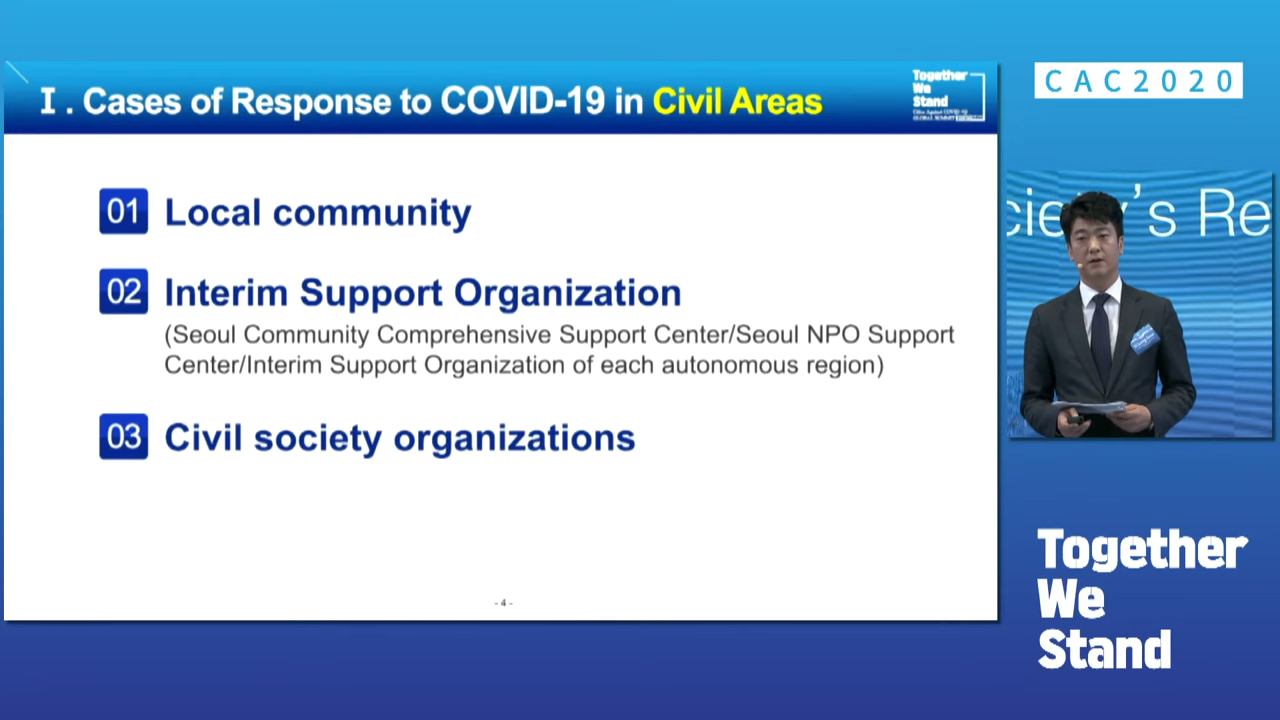 I . Cases of Response to COVID-19 in Civil Areas
Together
We
Stand
01 Local community
02 Interim Support Organization
(Seoul Community Comprehensive Support Center/Seoul NPO Support
Center/Interim Support Organization of each autonomous region)
03 Civil society organizations
- 4 -
CAC2020
ciety's Re
Together
We
Stand